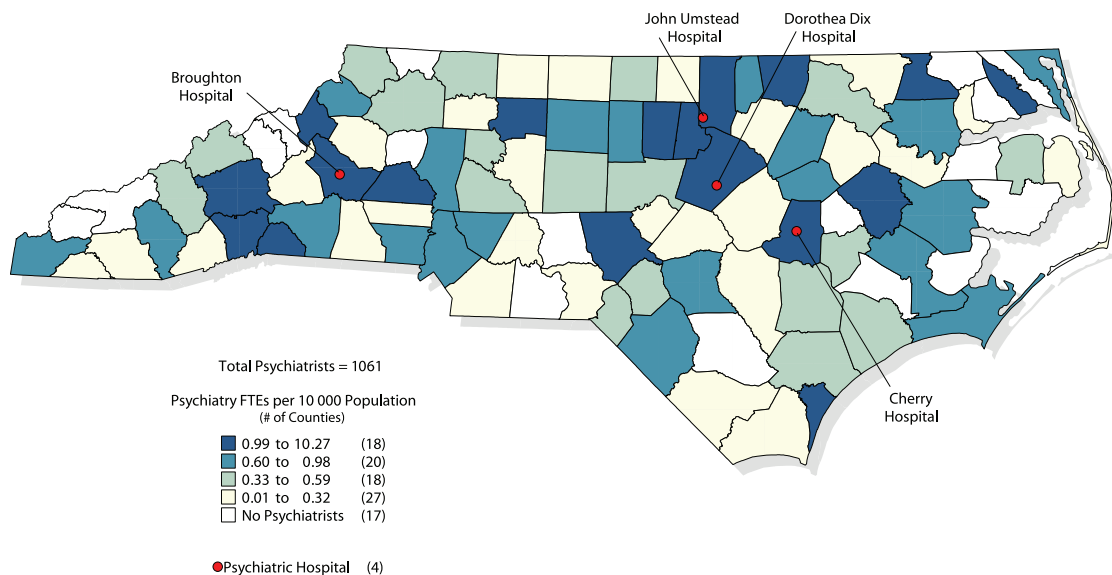 John Umstead
Hospital
Dorothea Dix
Hospital
Broughton
Hospital
Cherry
Hospital
Total Psychiatrists = 1061
Psychiatry FTEs per 10 000 Population
(# of Counties)
0.99 to 10.27 (18)
0.60 to 0.98 (20)
0.33 to 0.59 (18)
0.01 to 0.32 (27)
No Psychiatrists (17)
Psychiatric Hospital (4)